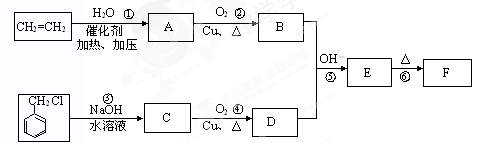 CH₂=CH₂
H₂O ①
催化剂
加热、加压
A
O₂ ②
Cu、△
B
OH⁻
⑤
E
△
⑥
F
CH₂Cl
③
NaOH
水溶液
C
O₂ ④
Cu、△
D